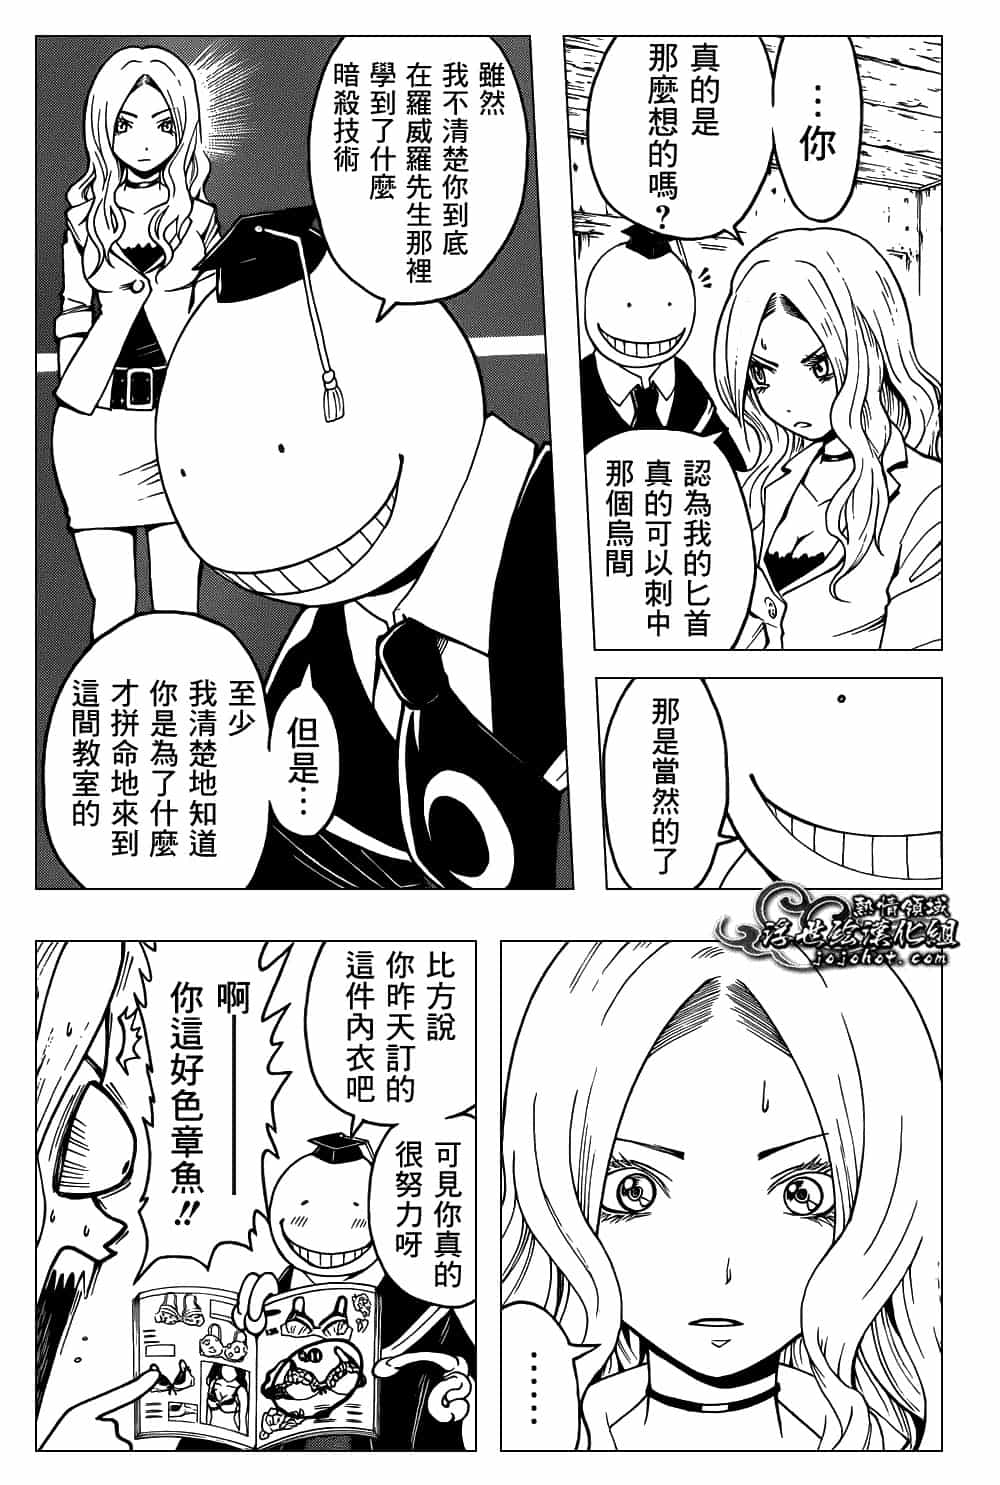 …你
真的是
那麼想的嗎?
認為我的匕首
真的可以刺中
那個烏間
那是當然的了
雖然
我不清楚你到底
在羅威羅先生那裡
學到了什麼
暗殺技術
但是…
至少
我清楚地知道
你是為了什麼
才拼命地來到
這間教室的
熱情領域
浮世绘漢化組
jojohot.com
……
比方說
你昨天訂的
這件內衣吧
可見你真的
很努力呀
啊——
你這好色章魚!!